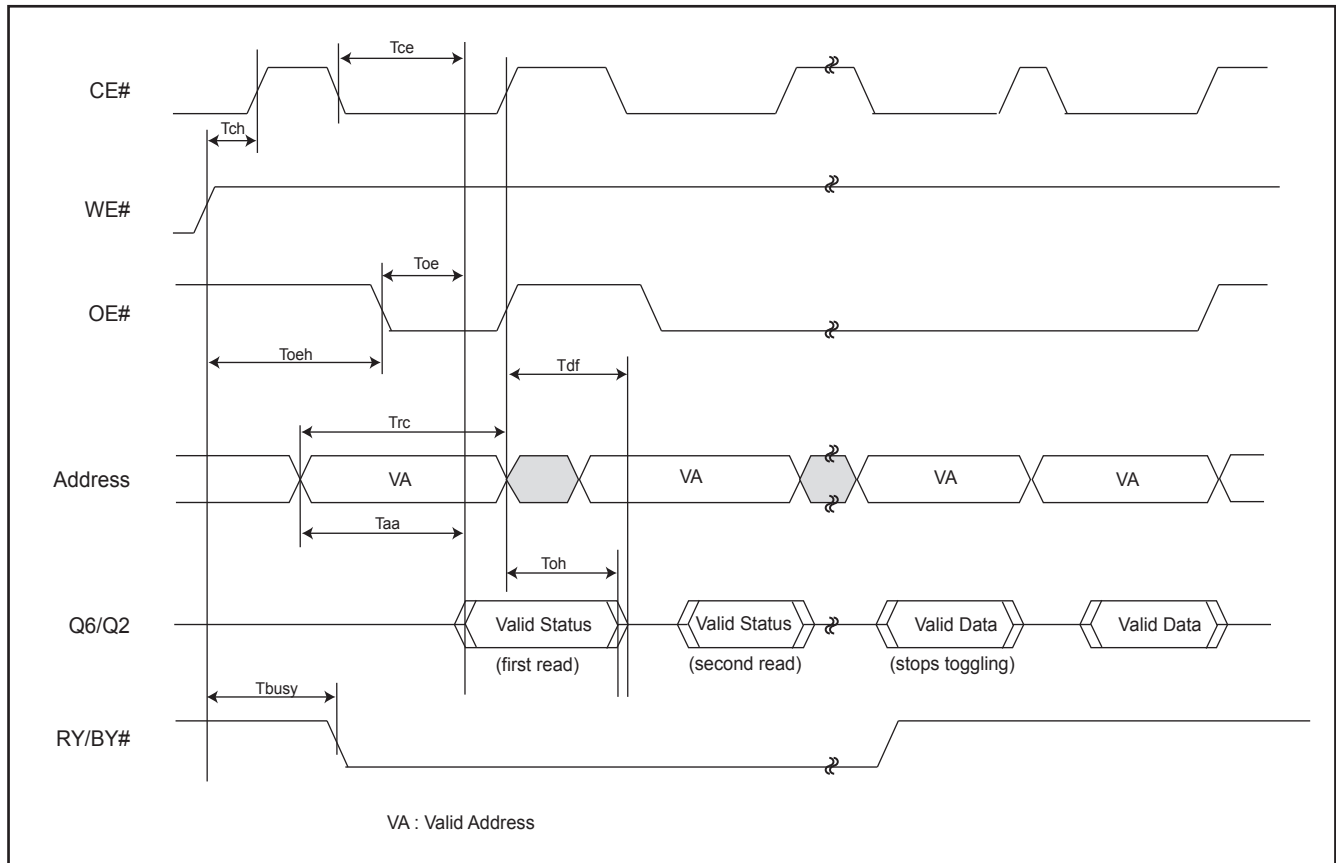 Tce
CE#
Tch
WE#
Toe
OE#
Toeh
Tdf
Trc
Address
VA
VA
VA
VA
Taa
Toh
Q6/Q2
Valid Status
Valid Status
Valid Data
Valid Data
(first read)
(second read)
(stops toggling)
Tbusy
RY/BY#
VA : Valid Address